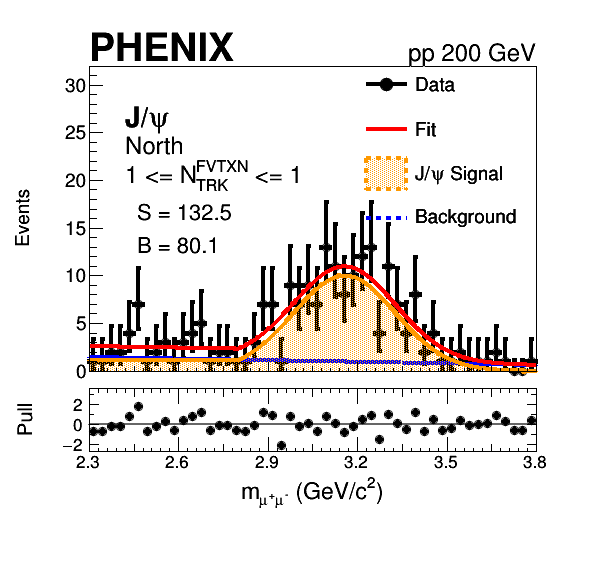 PHENIX
pp 200 GeV
J/ψ
North
1 <= N_TRK^FVTXN <= 1
S = 132.5
B = 80.1
Data
Fit
J/ψ Signal
Background
Events
30
25
20
15
10
5
0
Pull
2
0
−2
2.3 2.6 2.9 3.2 3.5 3.8
m_μ⁺μ⁻ (GeV/c²)